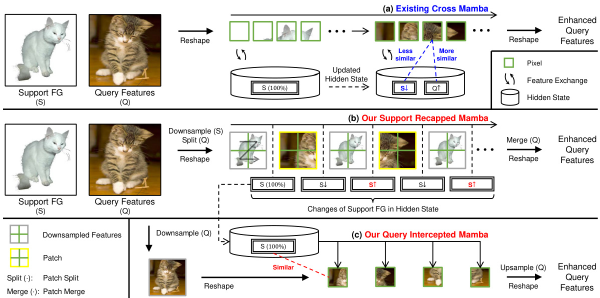 (a) Existing Cross Mamba
Reshape
Less
similar
More
similar
Reshape
Enhanced
Query
Features
Support FG
(S)
Query Features
(Q)
S (100%)
Updated
Hidden State
S↓
Q↑
Pixel
Feature Exchange
Hidden State
(b) Our Support Recapped Mamba
Downsample (S)
Split (Q)
Reshape
Merge (Q)
Reshape
Enhanced
Query
Features
Support FG
(S)
Query Features
(Q)
S (100%)
S↓
S↑
S↓
S↑
Changes of Support FG in Hidden State
Downsampled Features
Patch
Split (·): Patch Split
Merge (·): Patch Merge
Downsample (Q)
S (100%)
(c) Our Query Intercepted Mamba
Similar
Reshape
Upsample (Q)
Reshape
Enhanced
Query
Features